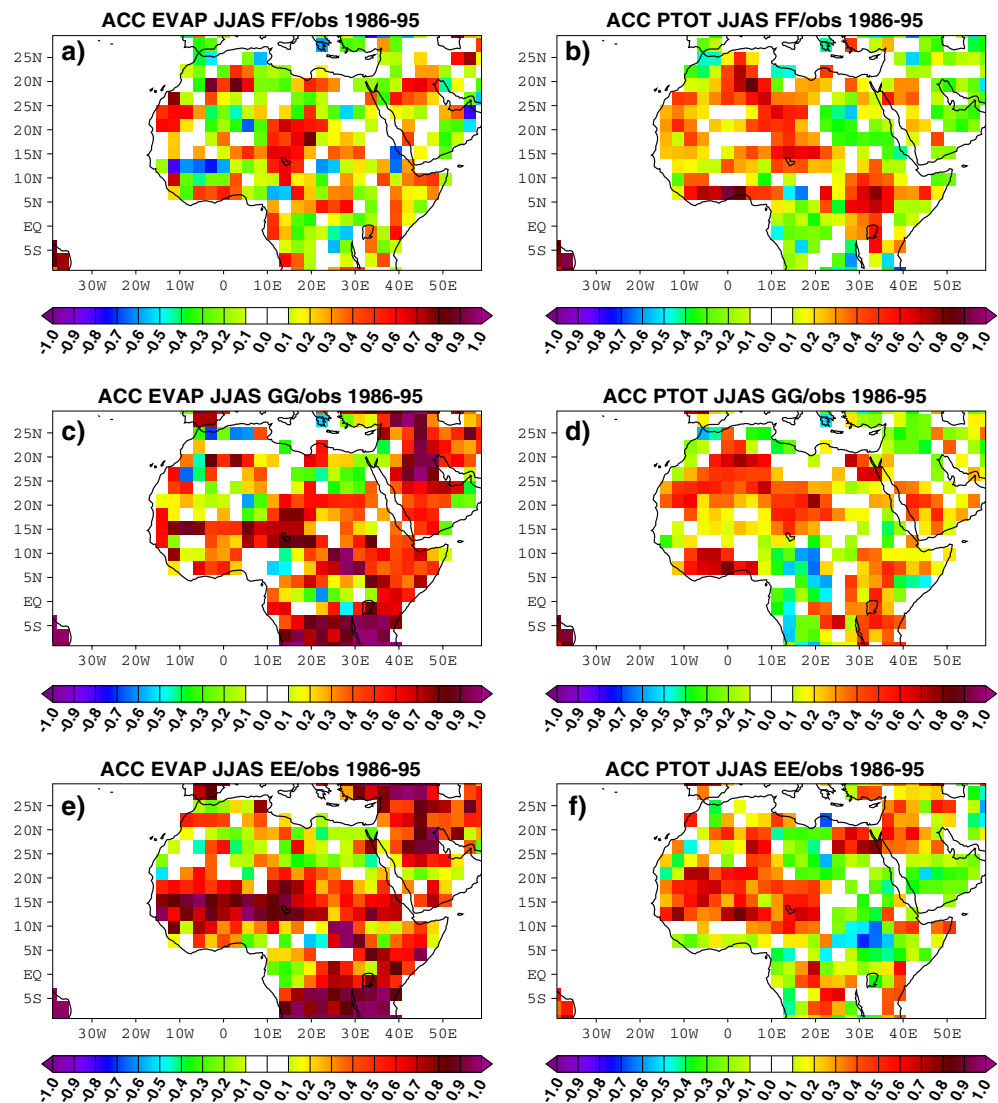 ACC EVAP JJAS FF/obs 1986-95
a)
25N
20N
25N
20N
15N
10N
5N
EQ
5S
30W 20W 10W 0 10E 20E 30E 40E 50E
-1.0 -0.9 -0.8 -0.7 -0.6 -0.5 -0.4 -0.3 -0.2 -0.1 0.0 0.1 0.2 0.3 0.4 0.5 0.6 0.7 0.8 0.9 1.0
ACC PTOT JJAS FF/obs 1986-95
b)
25N
20N
25N
20N
15N
10N
5N
EQ
5S
30W 20W 10W 0 10E 20E 30E 40E 50E
-1.0 -0.9 -0.8 -0.7 -0.6 -0.5 -0.4 -0.3 -0.2 -0.1 0.0 0.1 0.2 0.3 0.4 0.5 0.6 0.7 0.8 0.9 1.0
ACC EVAP JJAS GG/obs 1986-95
c)
25N
20N
25N
20N
15N
10N
5N
EQ
5S
30W 20W 10W 0 10E 20E 30E 40E 50E
-1.0 -0.9 -0.8 -0.7 -0.6 -0.5 -0.4 -0.3 -0.2 -0.1 0.0 0.1 0.2 0.3 0.4 0.5 0.6 0.7 0.8 0.9 1.0
ACC PTOT JJAS GG/obs 1986-95
d)
25N
20N
25N
20N
15N
10N
5N
EQ
5S
30W 20W 10W 0 10E 20E 30E 40E 50E
-1.0 -0.9 -0.8 -0.7 -0.6 -0.5 -0.4 -0.3 -0.2 -0.1 0.0 0.1 0.2 0.3 0.4 0.5 0.6 0.7 0.8 0.9 1.0
ACC EVAP JJAS EE/obs 1986-95
e)
25N
20N
25N
20N
15N
10N
5N
EQ
5S
30W 20W 10W 0 10E 20E 30E 40E 50E
-1.0 -0.9 -0.8 -0.7 -0.6 -0.5 -0.4 -0.3 -0.2 -0.1 0.0 0.1 0.2 0.3 0.4 0.5 0.6 0.7 0.8 0.9 1.0
ACC PTOT JJAS EE/obs 1986-95
f)
25N
20N
25N
20N
15N
10N
5N
EQ
5S
30W 20W 10W 0 10E 20E 30E 40E 50E
-1.0 -0.9 -0.8 -0.7 -0.6 -0.5 -0.4 -0.3 -0.2 -0.1 0.0 0.1 0.2 0.3 0.4 0.5 0.6 0.7 0.8 0.9 1.0